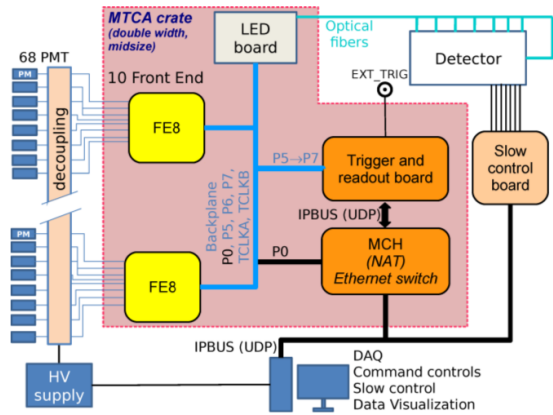 MTCA crate
(double width,
midsize)
LED
board
Optical
fibers
Detector
68 PMT
PM
decoupling
10 Front End
FE8
EXT_TRIG
P5→P7
Trigger and
readout board
Slow
control
board
Backplane
P0, P5, P6, P7,
TCLKA, TCLKB
IPBUS (UDP)
PM
FE8
P0
MCH
(NAT)
Ethernet switch
IPBUS (UDP)
HV
supply
DAQ
Command controls
Slow control
Data Visualization